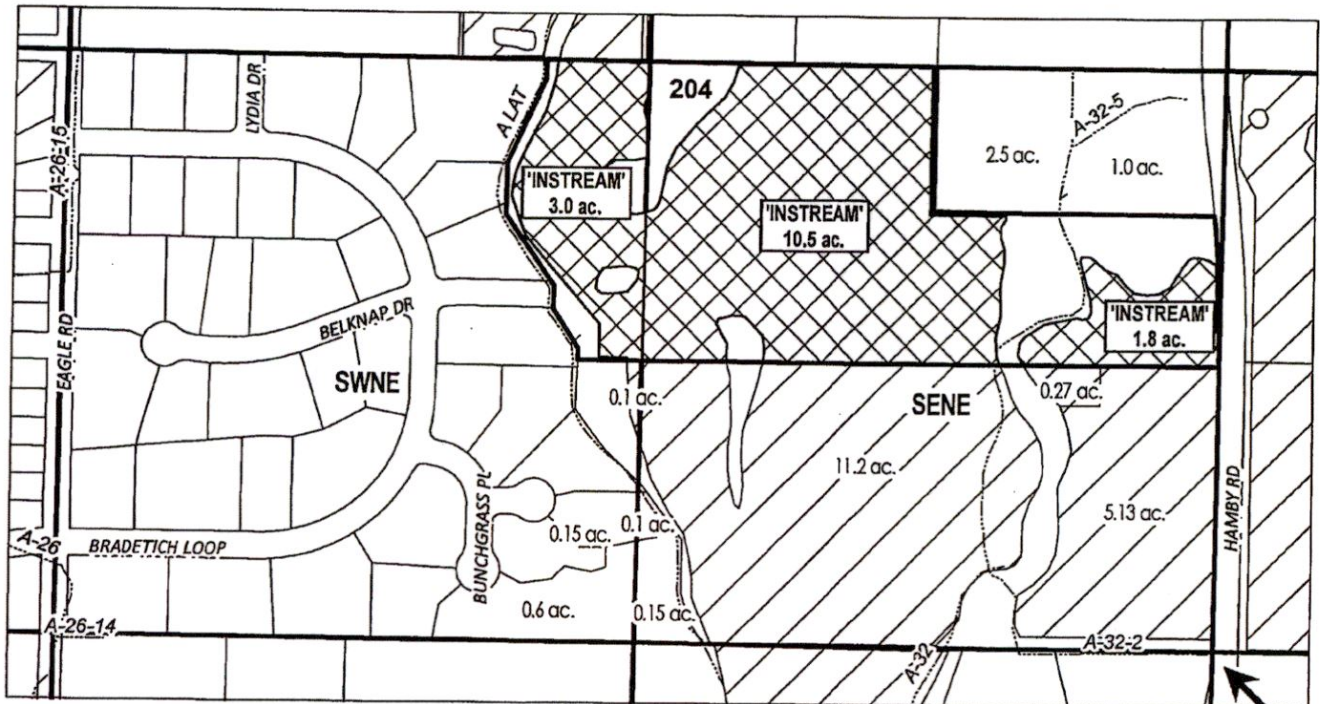 A-26-15
LYDIA DR
A LAT
204
A-32-5
2.5 ac.
1.0 ac.
'INSTREAM'
3.0 ac.
'INSTREAM'
10.5 ac.
'INSTREAM'
1.8 ac.
EAGLE RD
BELKNAP DR
SWNE
0.1 ac.
SENE
0.27 ac.
11.2 ac.
5.13 ac.
HAMBY RD
BUNCHGRASS PL
0.15 ac.
0.1 ac.
A-26
BRADETICH LOOP
0.6 ac.
0.15 ac.
A-26-14
A-32
A-32-2